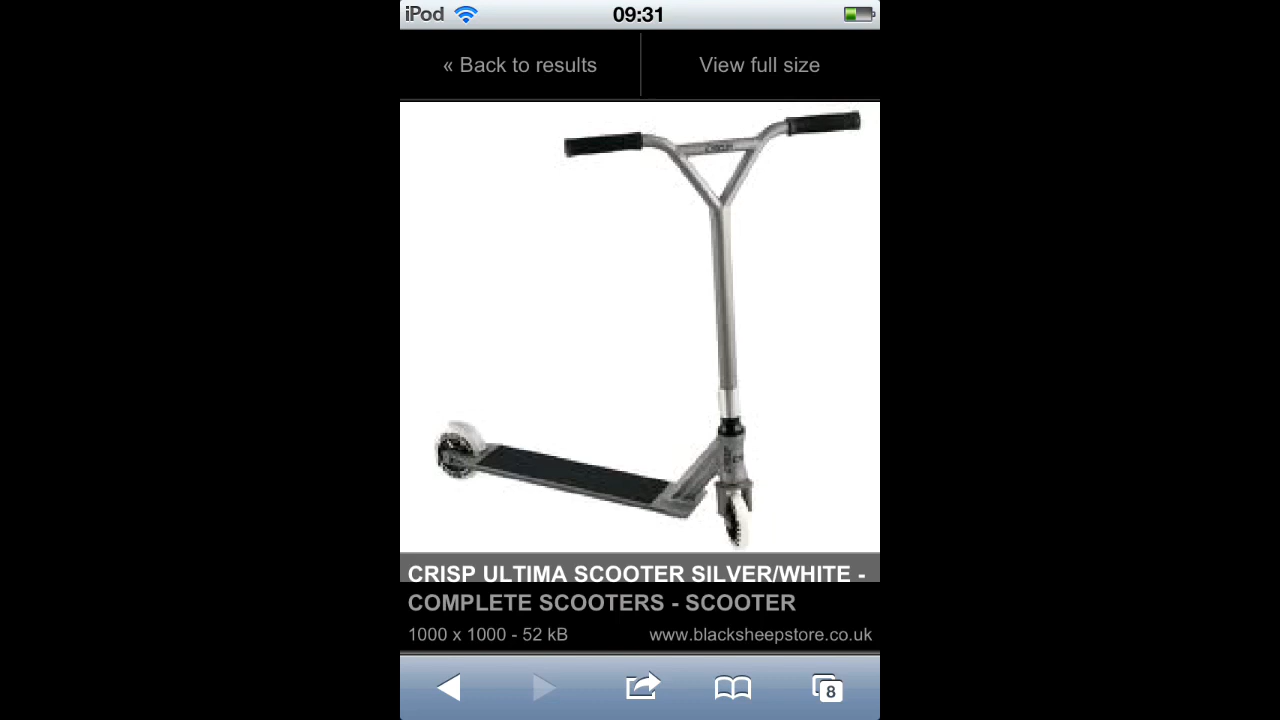 iPod 09:31
« Back to results View full size
CRISP ULTIMA SCOOTER SILVER/WHITE -
COMPLETE SCOOTERS - SCOOTER
1000 x 1000 - 52 kB www.blacksheepstore.co.uk
8